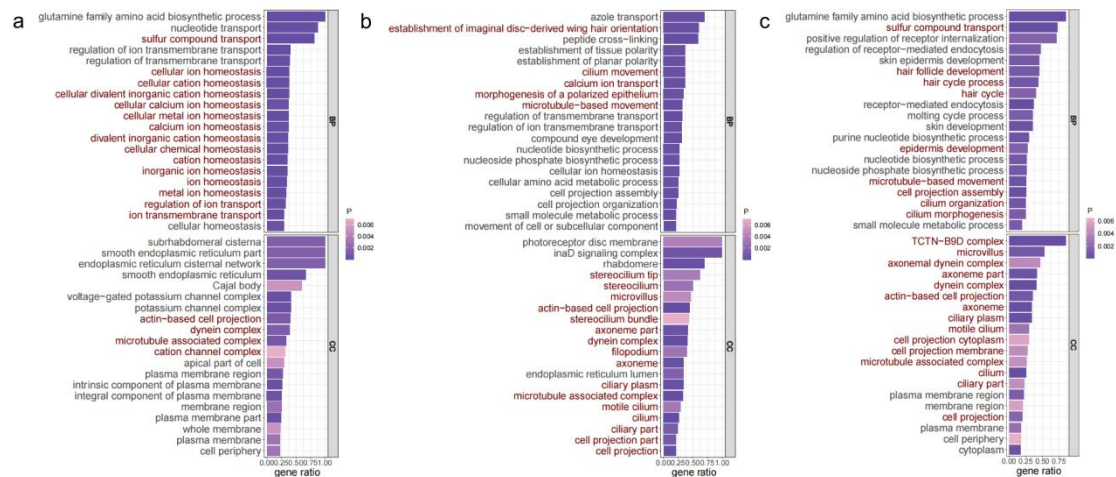 a
glutamine family amino acid biosynthetic process
nucleotide transport
sulfur compound transport
regulation of ion transmembrane transport
regulation of transmembrane transport
cellular ion homeostasis
cellular cation homeostasis
cellular divalent inorganic cation homeostasis
cellular calcium ion homeostasis
cellular metal ion homeostasis
calcium ion homeostasis
divalent inorganic cation homeostasis
cellular chemical homeostasis
cation homeostasis
inorganic ion homeostasis
ion homeostasis
metal ion homeostasis
regulation of ion transport
ion transmembrane transport
cellular homeostasis
BP
subrhabdomeral cisterna
smooth endoplasmic reticulum part
endoplasmic reticulum cisternal network
smooth endoplasmic reticulum
Cajal body
voltage-gated potassium channel complex
potassium channel complex
actin-based cell projection
dynein complex
microtubule associated complex
cation channel complex
apical part of cell
plasma membrane region
intrinsic component of plasma membrane
integral component of plasma membrane
membrane region
plasma membrane part
whole membrane
plasma membrane
cell periphery
CC
0.000.250.500.751.00
gene ratio
P
0.006
0.004
0.002
b
azole transport
establishment of imaginal disc-derived wing hair orientation
peptide cross-linking
establishment of tissue polarity
establishment of planar polarity
cilium movement
calcium ion transport
morphogenesis of a polarized epithelium
microtubule-based movement
regulation of transmembrane transport
regulation of ion transmembrane transport
compound eye development
nucleotide biosynthetic process
nucleoside phosphate biosynthetic process
cellular ion homeostasis
cellular amino acid metabolic process
cell projection assembly
cell projection organization
small molecule metabolic process
movement of cell or subcellular component
BP
photoreceptor disc membrane
inaD signaling complex
rhabdomere
stereocilium tip
stereocilium
microvillus
actin-based cell projection
stereocilium bundle
axoneme part
dynein complex
filopodium
axoneme
endoplasmic reticulum lumen
ciliary plasm
microtubule associated complex
motile cilium
cilium
ciliary part
cell projection part
cell projection
CC
0.000.250.500.751.00
gene ratio
P
0.006
0.004
0.002
c
glutamine family amino acid biosynthetic process
sulfur compound transport
positive regulation of receptor internalization
regulation of receptor-mediated endocytosis
skin epidermis development
hair follicle development
hair cycle process
hair cycle
receptor-mediated endocytosis
molting cycle process
skin development
purine nucleotide biosynthetic process
epidermis development
nucleotide biosynthetic process
nucleoside phosphate biosynthetic process
microtubule-based movement
cell projection assembly
cilium organization
cilium morphogenesis
small molecule metabolic process
BP
TCTN-B9D complex
microvillus
axonemal dynein complex
axoneme part
dynein complex
actin-based cell projection
axoneme
ciliary plasm
motile cilium
cell projection cytoplasm
cell projection membrane
microtubule associated complex
cilium
ciliary part
plasma membrane region
membrane region
cell projection
plasma membrane
cell periphery
cytoplasm
CC
0.00 0.25 0.50 0.75
gene ratio
P
0.006
0.004
0.002